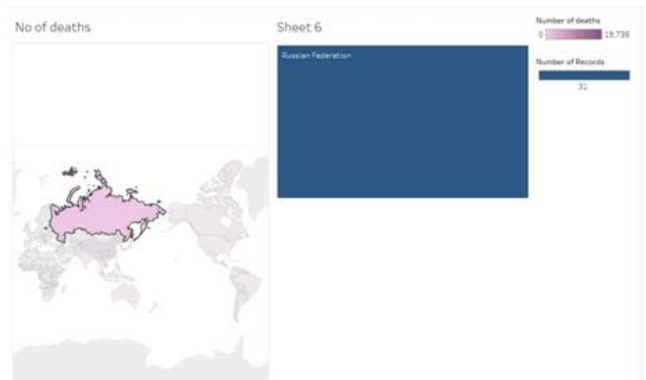 No of deaths
Sheet 6
Number of deaths
0 19,738
Russian Federation
Number of Records
31